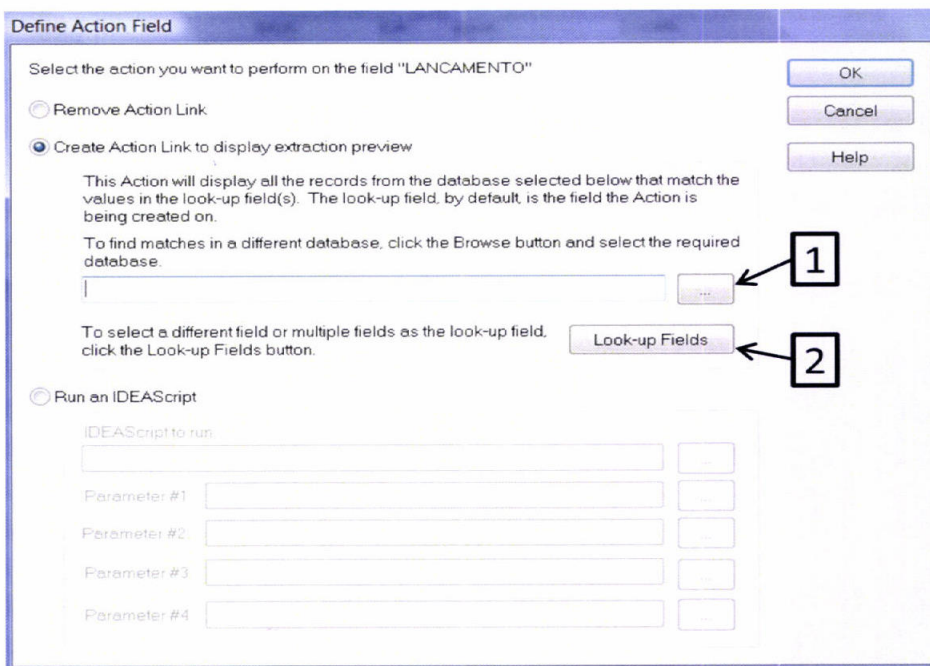 Define Action Field
Select the action you want to perform on the field "LANCAMENTO"
OK
Remove Action Link
Cancel
Create Action Link to display extraction preview
Help
This Action will display all the records from the database selected below that match the
values in the look-up field(s). The look-up field, by default, is the field the Action is
being created on.
To find matches in a different database, click the Browse button and select the required
database.
...
1
To select a different field or multiple fields as the look-up field,
click the Look-up Fields button.
Look-up Fields
2
Run an IDEAScript
IDEAScript to run
...
Parameter #1
...
Parameter #2
...
Parameter #3
...
Parameter #4
...